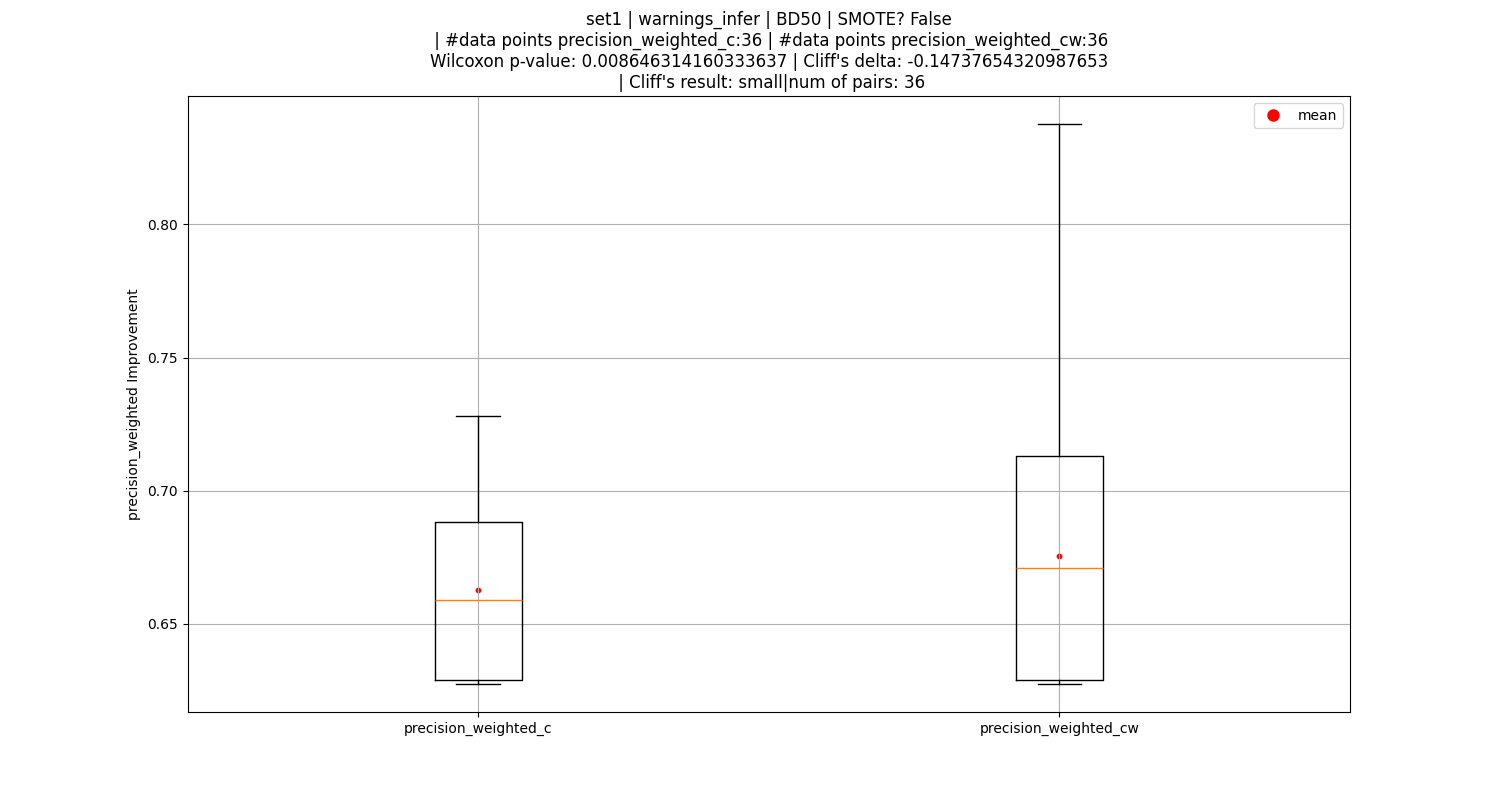 set1 | warnings_infer | BD50 | SMOTE? False
| #data points precision_weighted_c:36 | #data points precision_weighted_cw:36
Wilcoxon p-value: 0.008646314160333637 | Cliff's delta: -0.14737654320987653
| Cliff's result: small|num of pairs: 36
mean
0.80
0.75
0.70
0.65
precision_weighted Improvement
precision_weighted_c
precision_weighted_cw